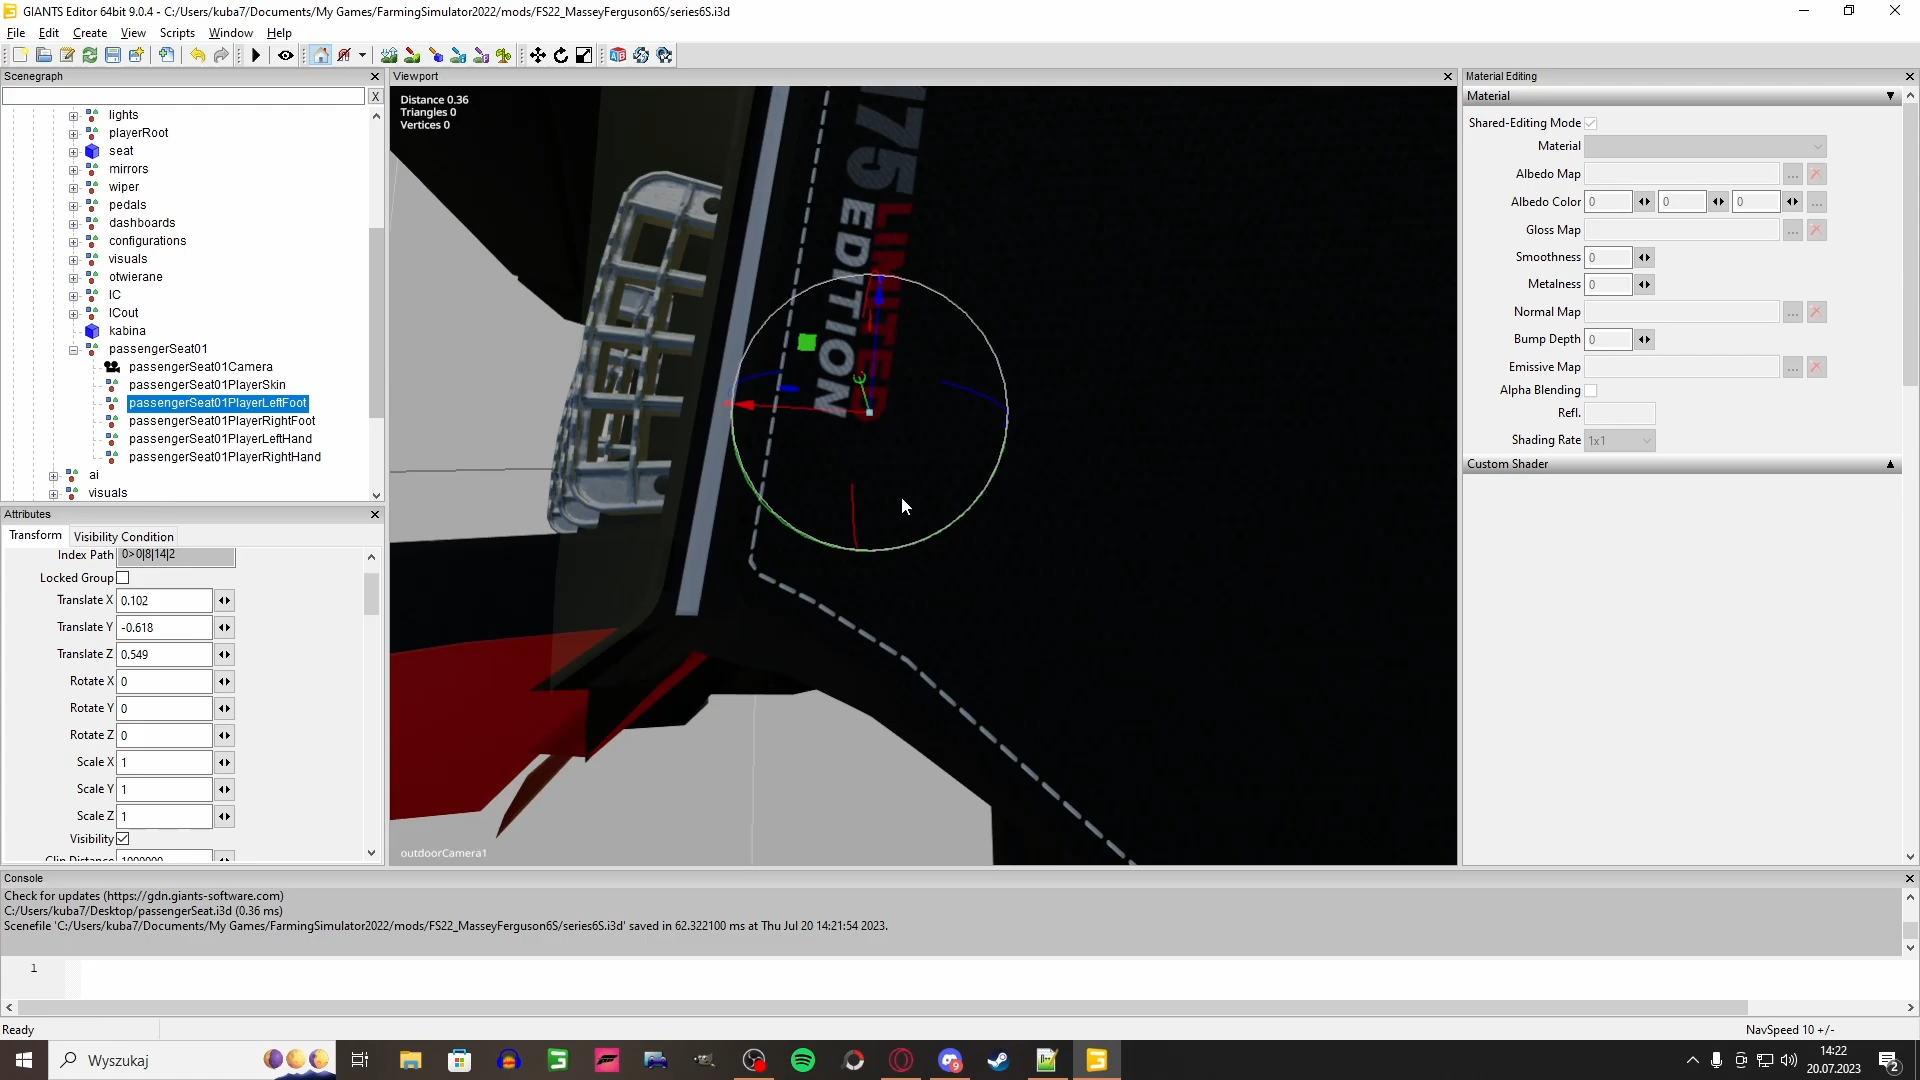 GIANTS Editor 64bit 9.0.4 - C:/Users/kuba7/Documents/My Games/FarmingSimulator2022/mods/FS22_MasseyFerguson6S/series6S.i3d
File Edit Create View Scripts Window Help
Scenegraph
X
lights
playerRoot
seat
mirrors
wiper
pedals
dashboards
configurations
visuals
otwierane
IC
ICout
kabina
passengerSeat01
passengerSeat01Camera
passengerSeat01PlayerSkin
passengerSeat01PlayerLeftFoot
passengerSeat01PlayerRightFoot
passengerSeat01PlayerLeftHand
passengerSeat01PlayerRightHand
ai
visuals
Attributes
Transform Visibility Condition
Index Path 0>0|8|14|2
Locked Group
Translate X 0.102
Translate Y -0.618
Translate Z 0.549
Rotate X 0
Rotate Y 0
Rotate Z 0
Scale X 1
Scale Y 1
Scale Z 1
Visibility
Clip Distance 1000000
Viewport
Distance 0.36
Triangles 0
Vertices 0
175
LIMITED
EDITION
outdoorCamera1
Material Editing
Material
Shared-Editing Mode
Material
Albedo Map ...
Albedo Color 0 0 0 ...
Gloss Map ...
Smoothness 0
Metalness 0
Normal Map ...
Bump Depth 0
Emissive Map ...
Alpha Blending
Refl.
Shading Rate 1x1
Custom Shader
Console
Check for updates (https://gdn.giants-software.com)
C:/Users/kuba7/Desktop/passengerSeat.i3d (0.36 ms)
Scenefile 'C:/Users/kuba7/Documents/My Games/FarmingSimulator2022/mods/FS22_MasseyFerguson6S/series6S.i3d' saved in 62.322100 ms at Thu Jul 20 14:21:54 2023.
1
Ready
NavSpeed 10 +/-
Wyszukaj
9
14:22
20.07.2023
2